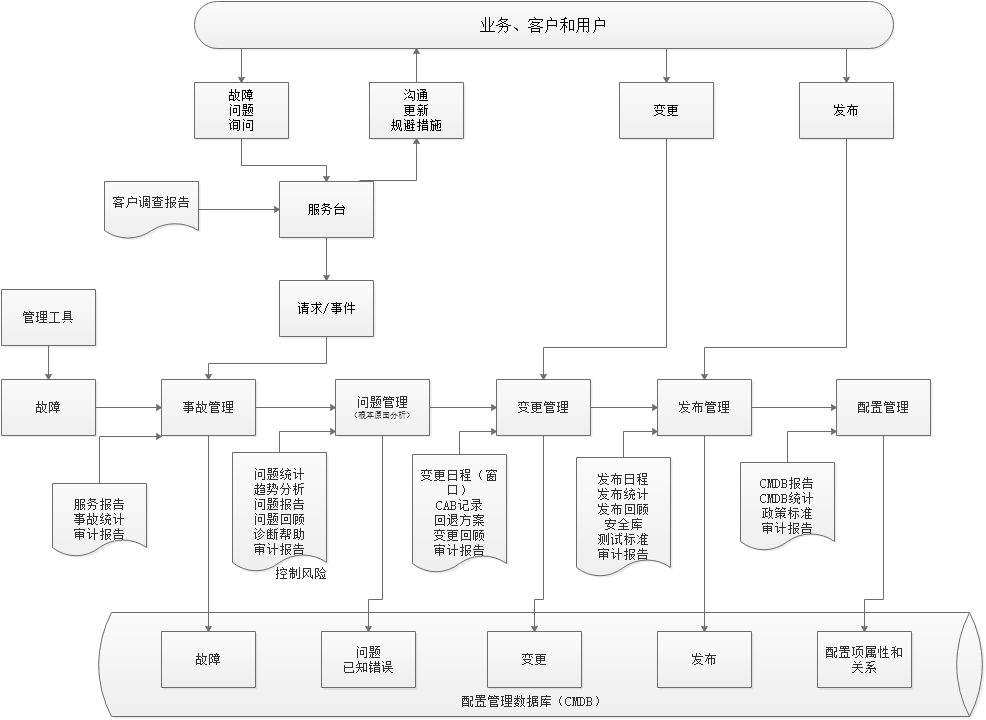 业务、客户和用户
故障
问题
询问
沟通
更新
规避措施
变更
发布
客户调查报告
服务台
请求/事件
管理工具
故障
事故管理
问题管理
（根本原因分析）
变更管理
发布管理
配置管理
服务报告
事故统计
审计报告
问题统计
趋势分析
问题报告
问题回顾
诊断帮助
审计报告
控制风险
变更日程（窗
口）
CAB记录
回退方案
变更回顾
审计报告
发布日程
发布统计
发布回顾
安全库
测试标准
审计报告
CMDB报告
CMDB统计
政策标准
审计报告
故障
问题
已知错误
变更
发布
配置项属性和
关系
配置管理数据库（CMDB）